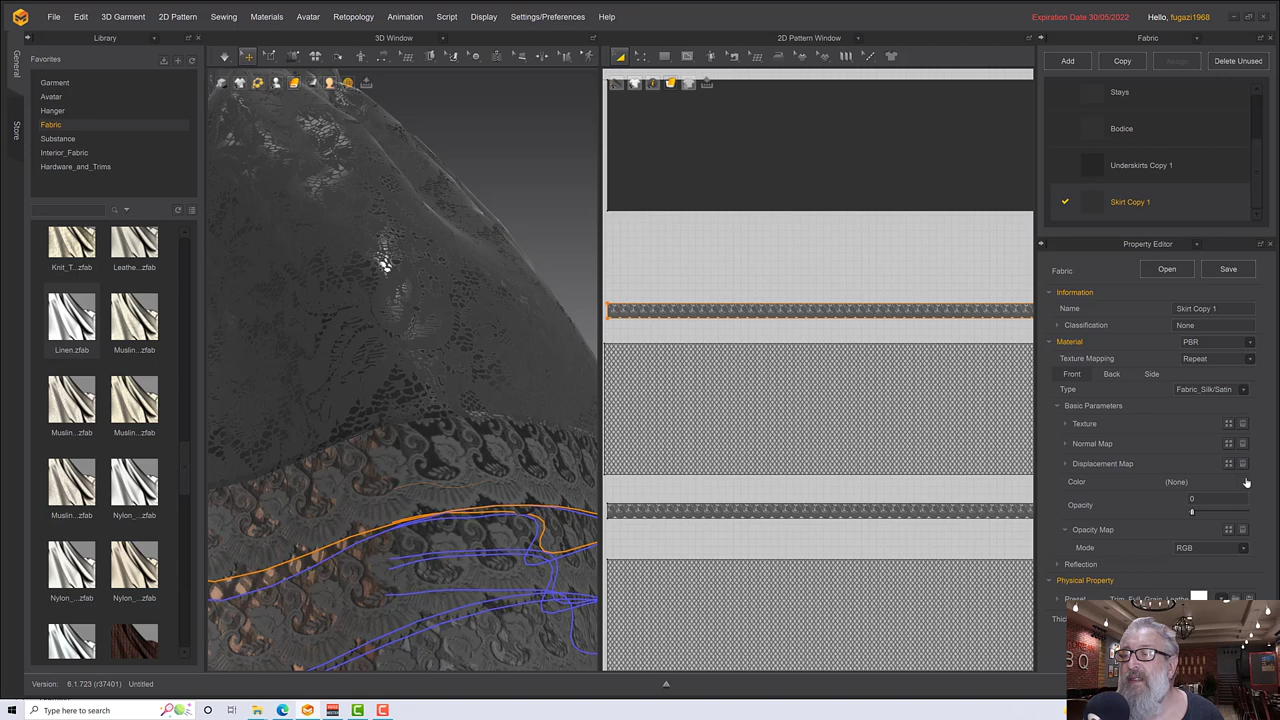 File Edit 3D Garment 2D Pattern Sewing Materials Avatar Retopology Animation Script Display Settings/Preferences Help
Expiration Date 30/05/2022 Hello, fugazi1968
General
Store
Library
Favorites
Garment
Avatar
Hanger
Fabric
Substance
Interior_Fabric
Hardware_and_Trims
Knit_T...zfab Leathe...zfab
Linen.zfab Muslin...zfab
Muslin...zfab Muslin...zfab
Muslin...zfab Nylon_...zfab
Nylon_...zfab Nylon_...zfab
3D Window
2D Pattern Window
Fabric
Add Copy Assign Delete Unused
Stays
Bodice
Underskirts Copy 1
Skirt Copy 1
Property Editor
Fabric Open Save
Information
Name Skirt Copy 1
Classification None
Material PBR
Texture Mapping Repeat
Front Back Side
Type Fabric_Silk/Satin
Basic Parameters
Texture
Normal Map
Displacement Map
Color (None)
Opacity 0
Opacity Map
Mode RGB
Reflection
Physical Property
Version: 6.1.723 (r37401) Untitled
Type here to search